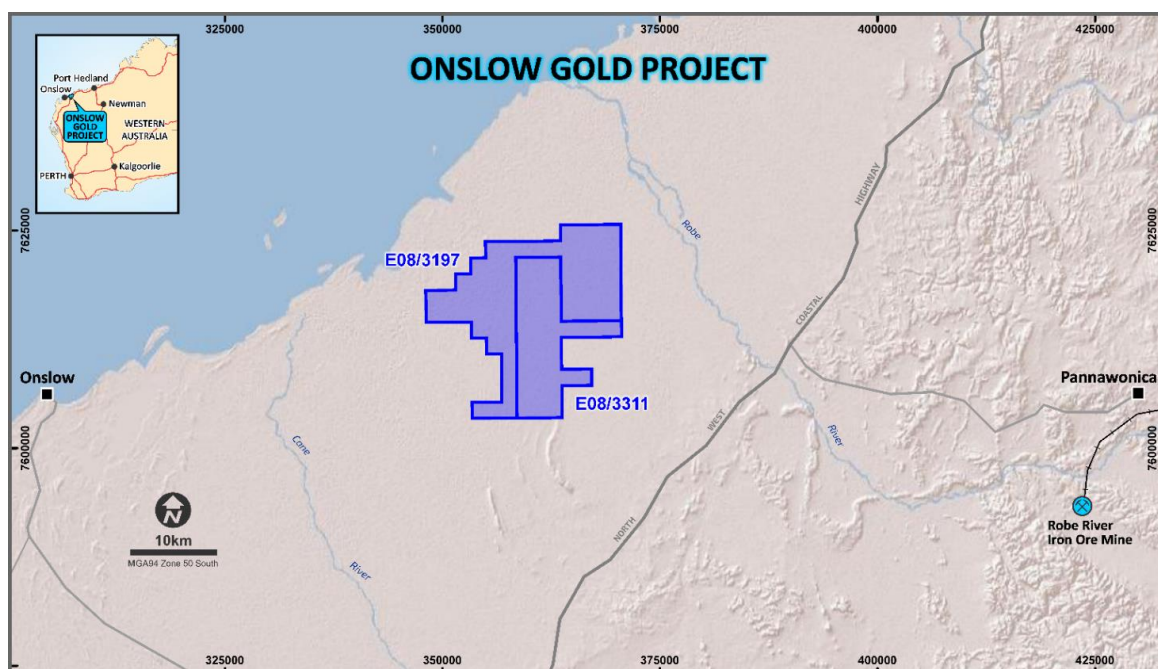 325000
350000
375000
400000
425000
ONSLOW GOLD PROJECT
Port Hedland
Onslow
Newman
ONSLOW
GOLD
PROJECT
WESTERN
AUSTRALIA
Kalgoorlie
PERTH
7625000
7625000
HIGHWAY
Robe
E08/3197
COASTAL
Onslow
Pannawonica
E08/3311
WEST
River
Cane
7600000
7600000
N
10km
MGA94 Zone 50 South
NORTH
Robe River
Iron Ore Mine
River
325000
350000
375000
400000
425000